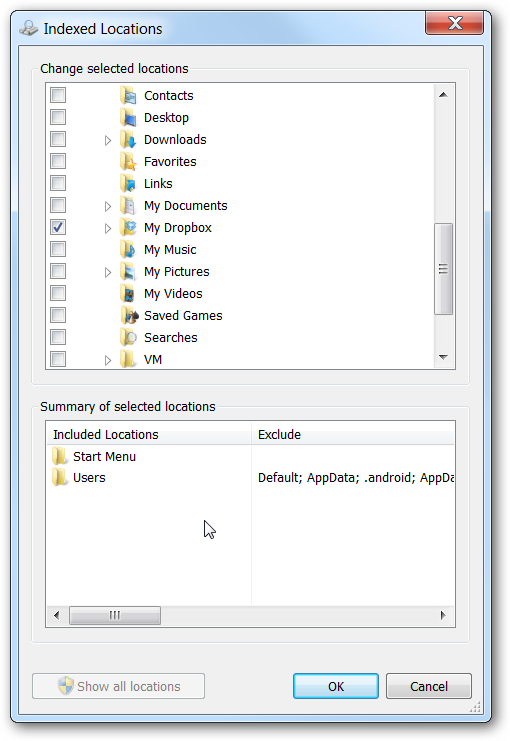 Indexed Locations
Change selected locations
Contacts
Desktop
Downloads
Favorites
Links
My Documents
My Dropbox
My Music
My Pictures
My Videos
Saved Games
Searches
VM
Summary of selected locations
Included Locations Exclude
Start Menu
Users Default; AppData; .android; AppDa
Show all locations OK Cancel